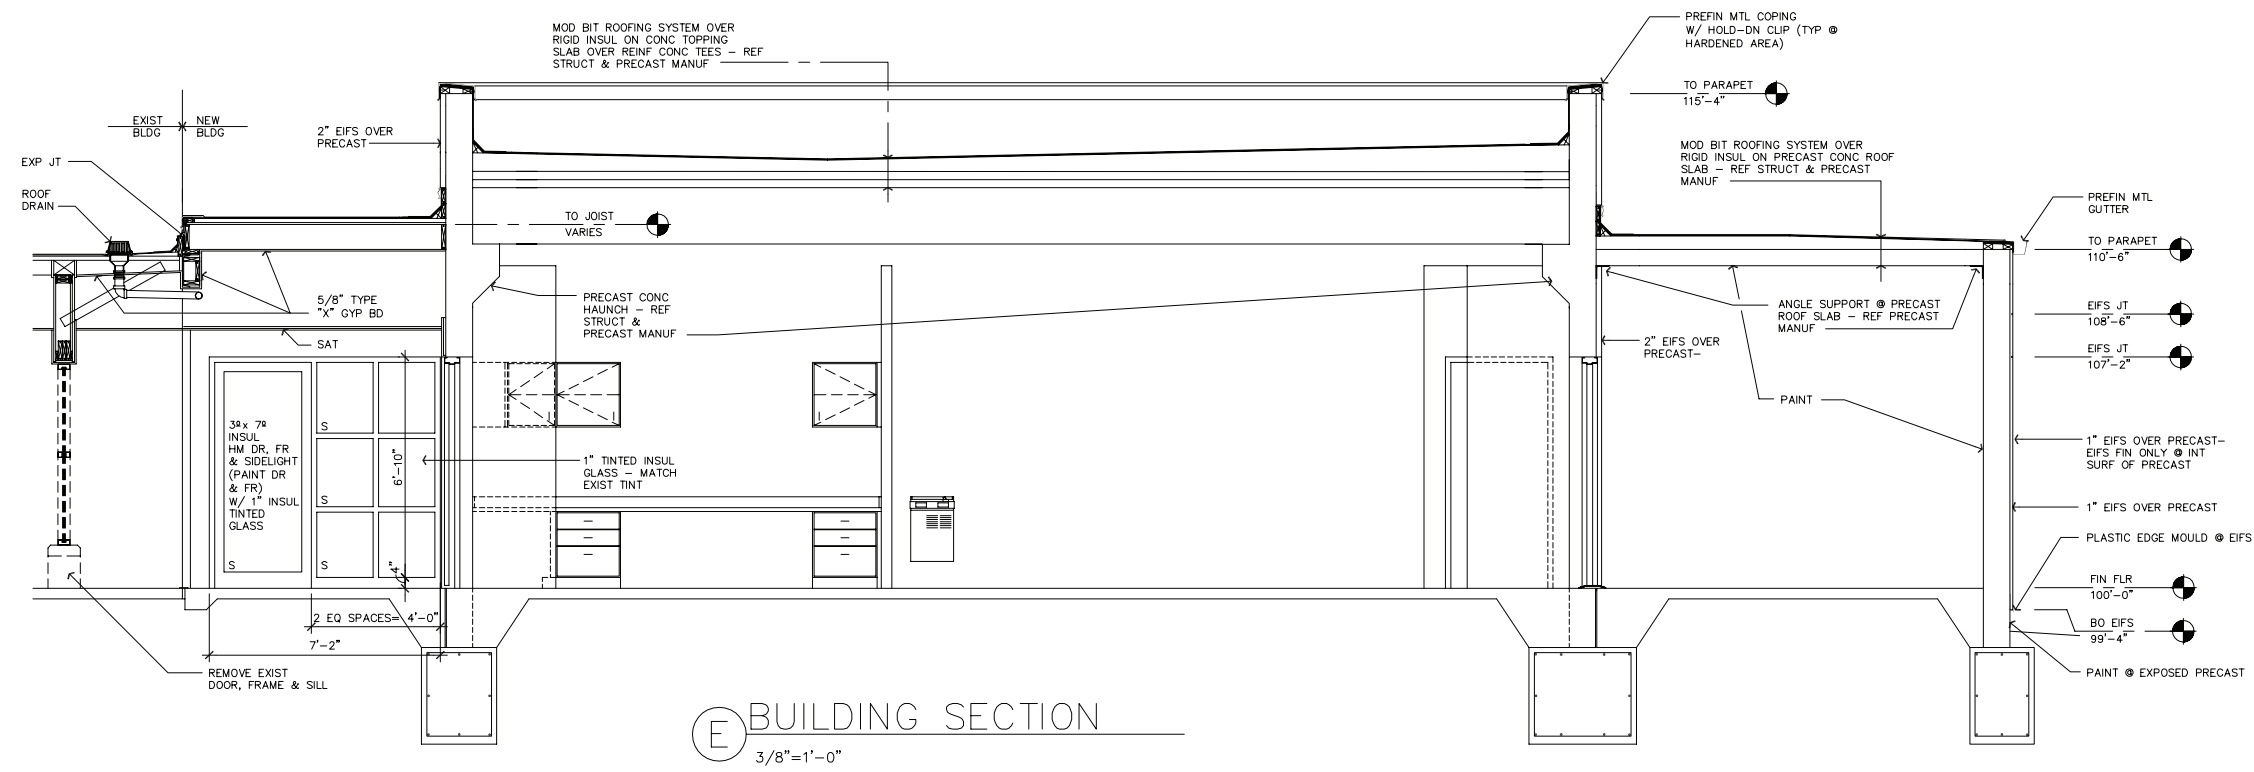 MOD BIT ROOFING SYSTEM OVER
RIGID INSUL ON CONC TOPPING
SLAB OVER REINF CONC TEES – REF
STRUCT & PRECAST MANUF
PREFIN MTL COPING
W/ HOLD–DN CLIP (TYP @
HARDENED AREA)
TO PARAPET
115'–4"
EXIST
BLDG
NEW
BLDG
2" EIFS OVER
PRECAST
EXP JT
ROOF
DRAIN
MOD BIT ROOFING SYSTEM OVER
RIGID INSUL ON PRECAST CONC ROOF
SLAB – REF STRUCT & PRECAST
MANUF
PREFIN MTL
GUTTER
TO JOIST
VARIES
TO PARAPET
110'–6"
5/8" TYPE
"X" GYP BD
SAT
PRECAST CONC
HAUNCH – REF
STRUCT &
PRECAST MANUF
ANGLE SUPPORT @ PRECAST
ROOF SLAB – REF PRECAST
MANUF
EIFS JT
108'–6"
2" EIFS OVER
PRECAST–
EIFS JT
107'–2"
PAINT
3º x 7º
INSUL
HM DR, FR
& SIDELIGHT
(PAINT DR
& FR)
W/ 1" INSUL
TINTED
GLASS
S
S
S
S
6'–10"
4"
1" TINTED INSUL
GLASS – MATCH
EXIST TINT
1" EIFS OVER PRECAST–
EIFS FIN ONLY @ INT
SURF OF PRECAST
1" EIFS OVER PRECAST
PLASTIC EDGE MOULD @ EIFS
FIN FLR
100'–0"
2 EQ SPACES= 4'–0"
7'–2"
BO EIFS
99'–4"
REMOVE EXIST
DOOR, FRAME & SILL
PAINT @ EXPOSED PRECAST
E
BUILDING SECTION
3/8"=1'–0"